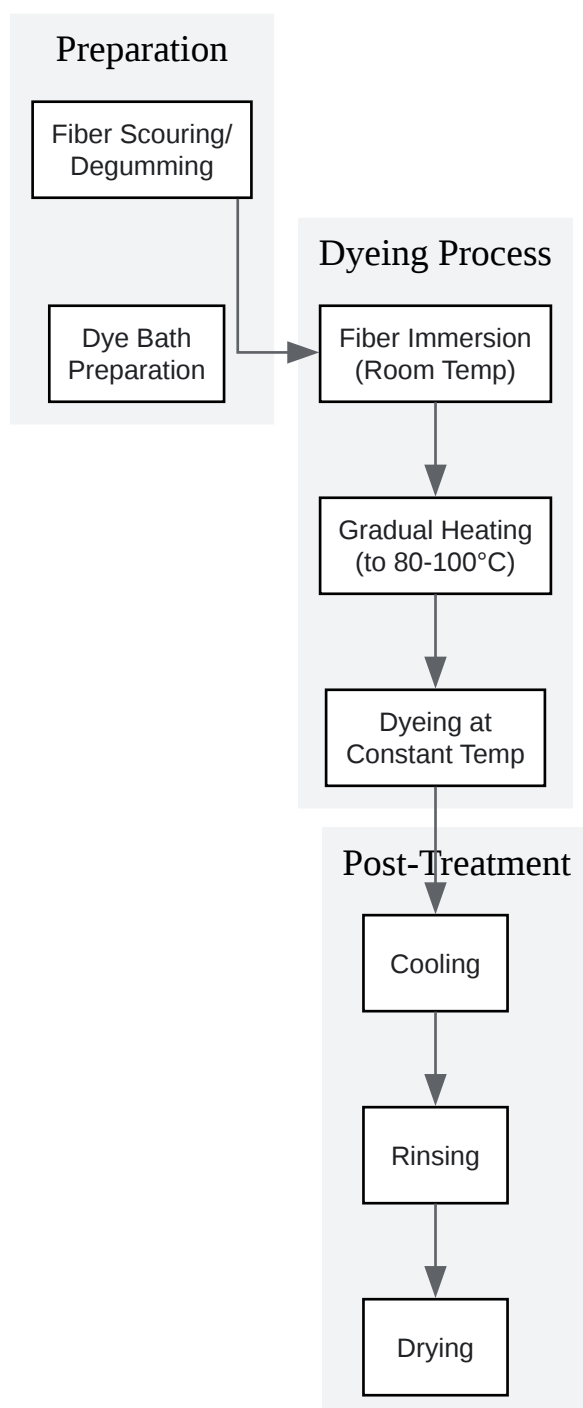 Preparation
Fiber Scouring/
Degumming
Dyeing Process
Dye Bath
Preparation
Fiber Immersion
(Room Temp)
Gradual Heating
(to 80-100°C)
Dyeing at
Constant Temp
Post-Treatment
Cooling
Rinsing
Drying